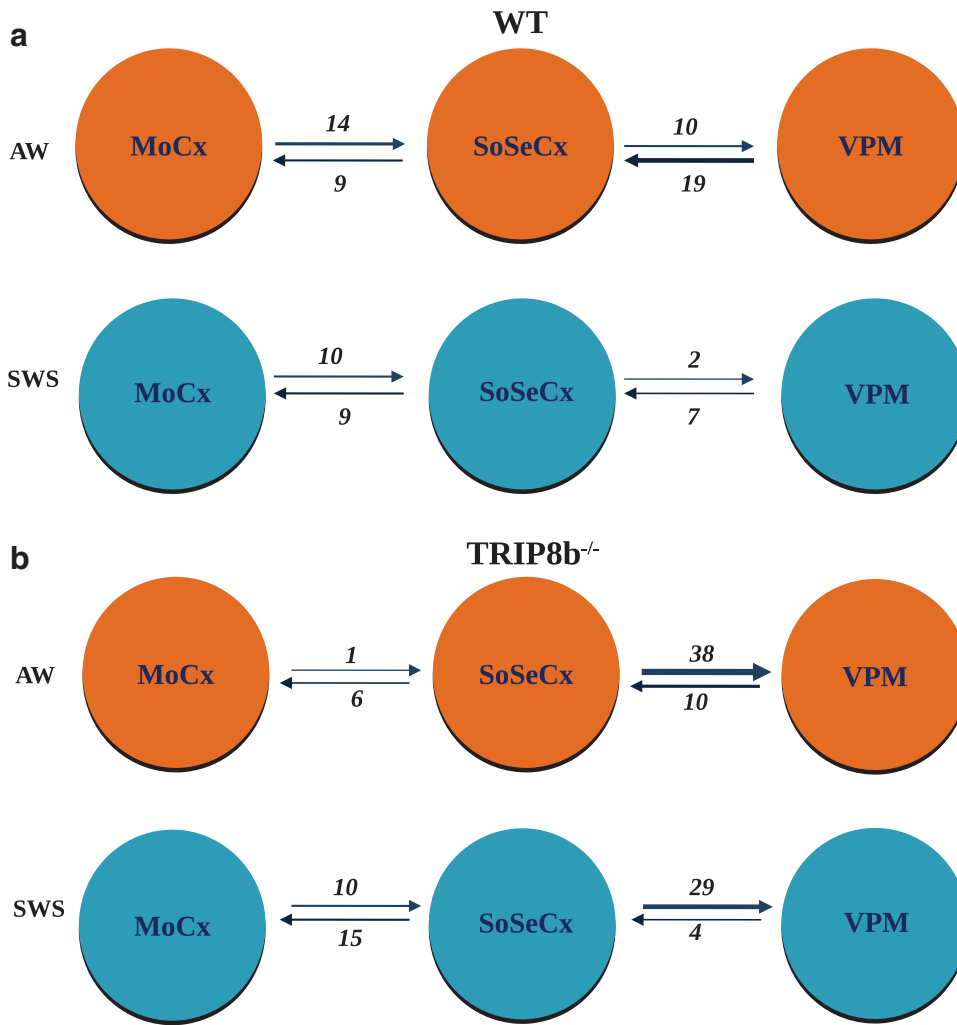 a
WT
AW
MoCx
14
9
SoSeCx
10
19
VPM
SWS
MoCx
10
9
SoSeCx
2
7
VPM
b
TRIP8b-/-
AW
MoCx
1
6
SoSeCx
38
10
VPM
SWS
MoCx
10
15
SoSeCx
29
4
VPM